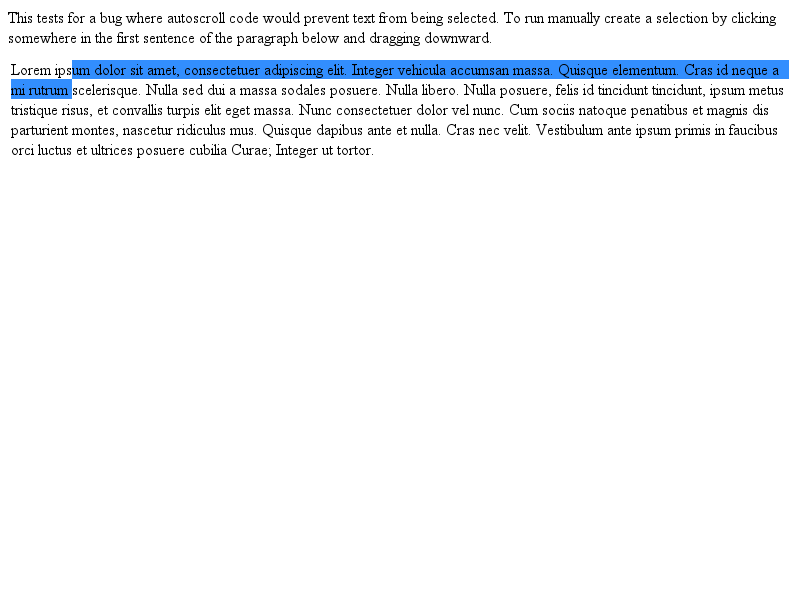 This tests for a bug where autoscroll code would prevent text from being selected. To run manually create a selection by clicking
somewhere in the first sentence of the paragraph below and dragging downward.
Lorem ipsum dolor sit amet, consectetuer adipiscing elit. Integer vehicula accumsan massa. Quisque elementum. Cras id neque a
mi rutrum scelerisque. Nulla sed dui a massa sodales posuere. Nulla libero. Nulla posuere, felis id tincidunt tincidunt, ipsum metus
tristique risus, et convallis turpis elit eget massa. Nunc consectetuer dolor vel nunc. Cum sociis natoque penatibus et magnis dis
parturient montes, nascetur ridiculus mus. Quisque dapibus ante et nulla. Cras nec velit. Vestibulum ante ipsum primis in faucibus
orci luctus et ultrices posuere cubilia Curae; Integer ut tortor.